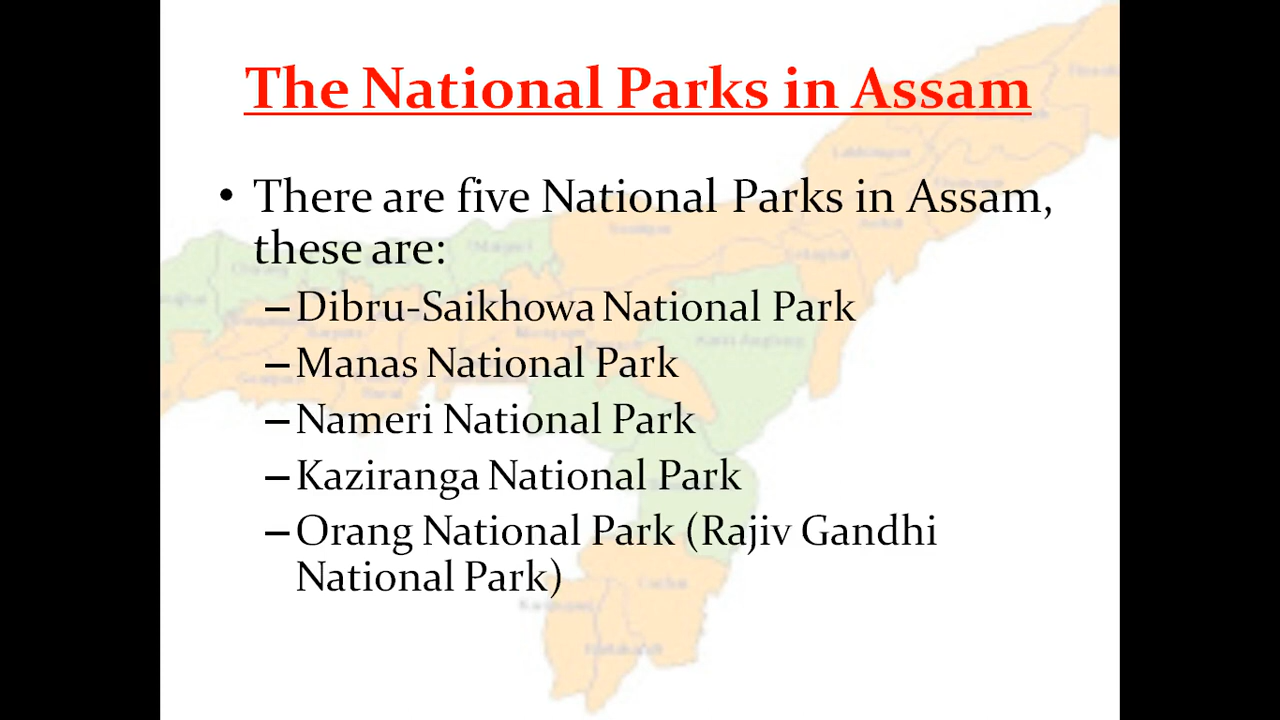 The National Parks in Assam
• There are five National Parks in Assam,
these are:
–Dibru-Saikhowa National Park
–Manas National Park
–Nameri National Park
–Kaziranga National Park
–Orang National Park (Rajiv Gandhi
National Park)